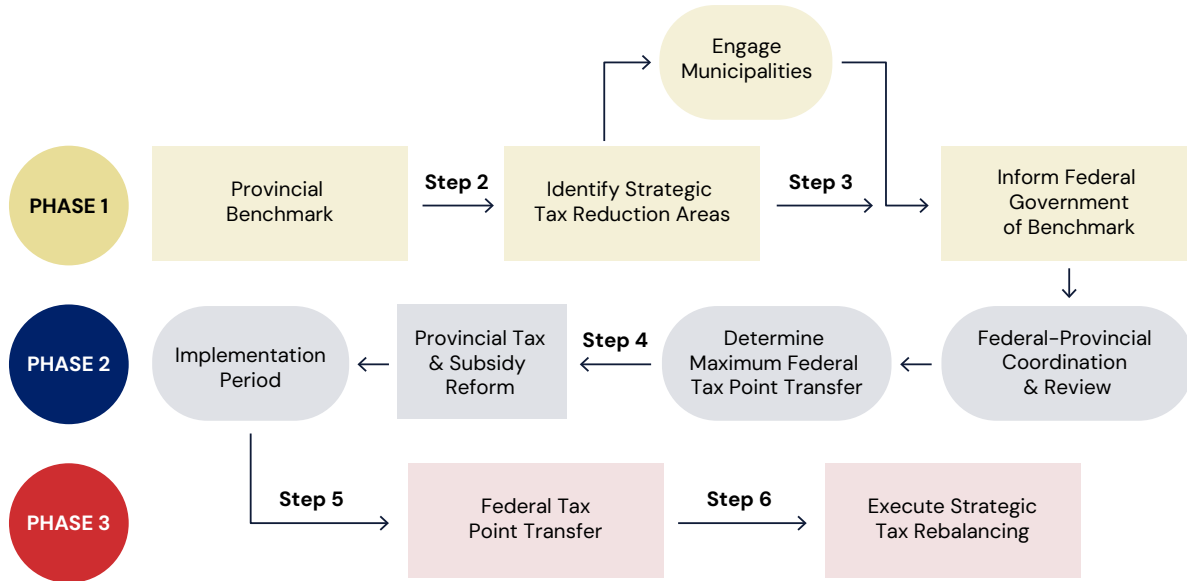 Engage
Municipalities
PHASE 1
Provincial
Benchmark
Step 2
Identify Strategic
Tax Reduction Areas
Step 3
Inform Federal
Government
of Benchmark
PHASE 2
Implementation
Period
Provincial Tax
& Subsidy
Reform
Step 4
Determine
Maximum Federal
Tax Point Transfer
Federal-Provincial
Coordination
& Review
PHASE 3
Step 5
Federal Tax
Point Transfer
Step 6
Execute Strategic
Tax Rebalancing